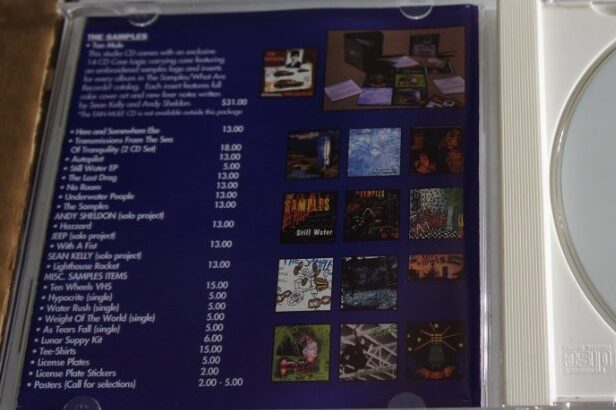 THE SAMPLES
• Tan Mule
This studio CD comes with an exclusive
14 CD Case Logic carrying case featuring
an embroidered samples logo and inserts
for every album in The Samples/What Are
Records? catalog. Each insert features full
color cover art and new liner notes written
by Sean Kelly and Andy Sheldon. $31.00
*The TAN MULE CD is not available outside this package
• Here and Somewhere Else 13.00
• Transmissions From The Sea
Of Tranquility (2 CD Set) 18.00
• Autopilot 13.00
• Still Water EP 5.00
• The Last Drag 13.00
• No Room 13.00
• Underwater People 13.00
• The Samples 13.00
ANDY SHELDON (solo project)
• Hazzard 13.00
JEEP (solo project)
• With A Fist 13.00
SEAN KELLY (solo project)
• Lighthouse Rocket 13.00
MISC. SAMPLES ITEMS
• Ten Wheels VHS 15.00
• Hypocrite (single) 5.00
• Water Rush (single) 5.00
• Weight Of The World (single) 5.00
• As Tears Fall (single) 5.00
• Lunar Suppy Kit 6.00
• Tee-Shirts 15.00
• License Plates 5.00
• License Plate Stickers 2.00
• Posters (Call for selections) 2.00 - 5.00
SAMPLES
Still Water
SAMPLES
disc